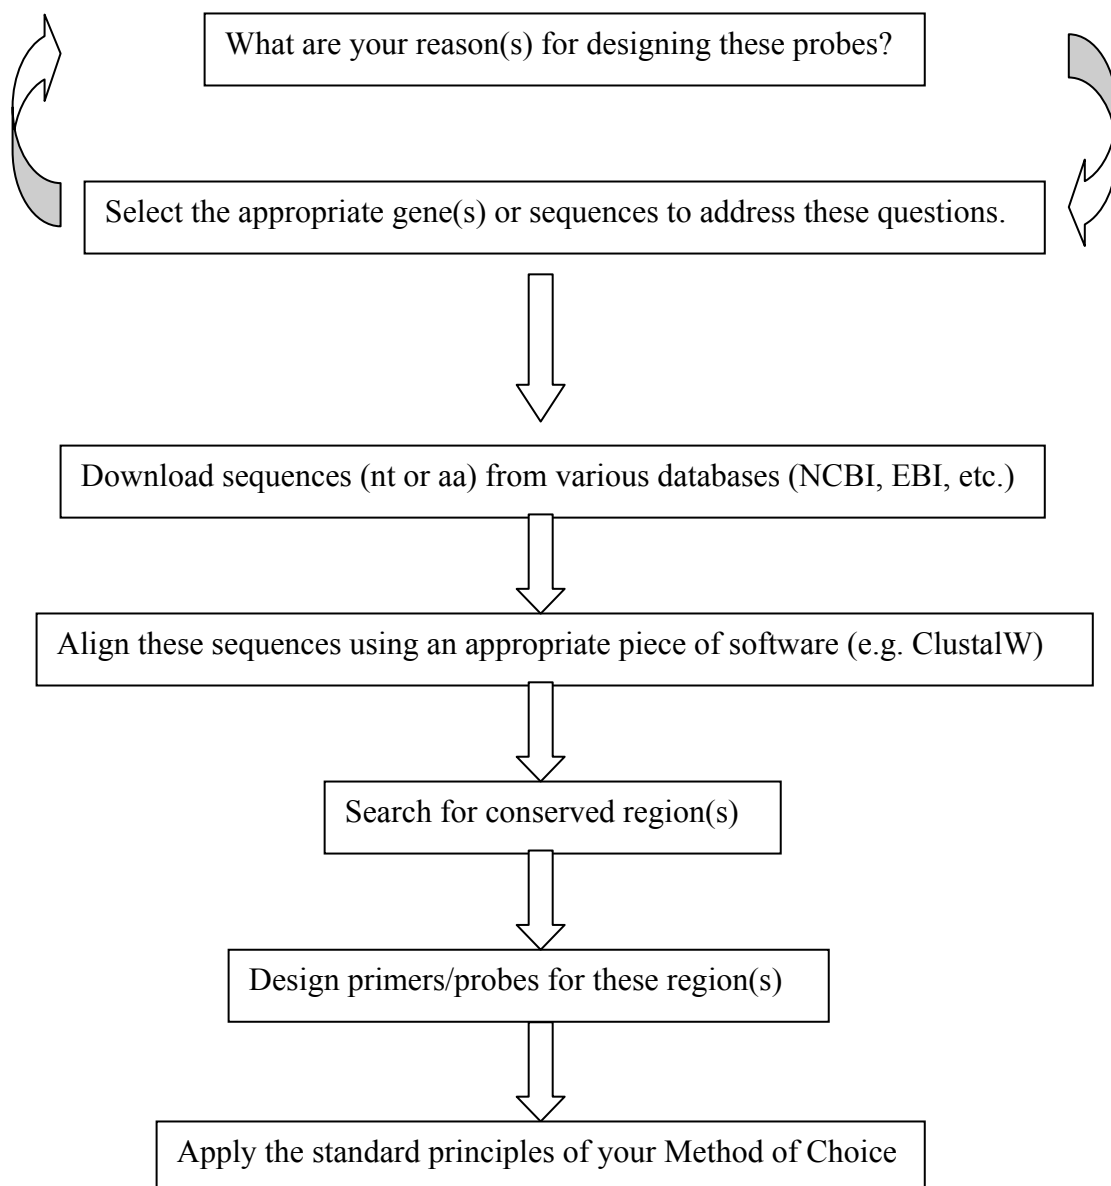 What are your reason(s) for designing these probes?
Select the appropriate gene(s) or sequences to address these questions.
Download sequences (nt or aa) from various databases (NCBI, EBI, etc.)
Align these sequences using an appropriate piece of software (e.g. ClustalW)
Search for conserved region(s)
Design primers/probes for these region(s)
Apply the standard principles of your Method of Choice